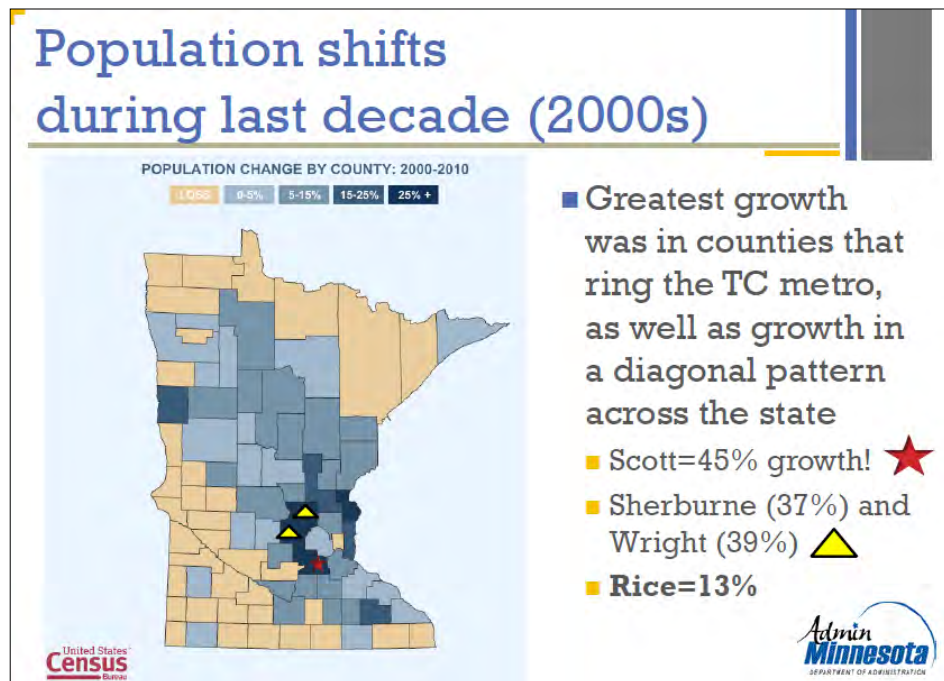 Population shifts
during last decade (2000s)
POPULATION CHANGE BY COUNTY: 2000-2010
LOSS 0-5% 5-15% 15-25% 25% +
Greatest growth
was in counties that
ring the TC metro,
as well as growth in
a diagonal pattern
across the state
Scott=45% growth!
Sherburne (37%) and
Wright (39%)
Rice=13%
United States
Census
Bureau
Admin
Minnesota
DEPARTMENT OF ADMINISTRATION